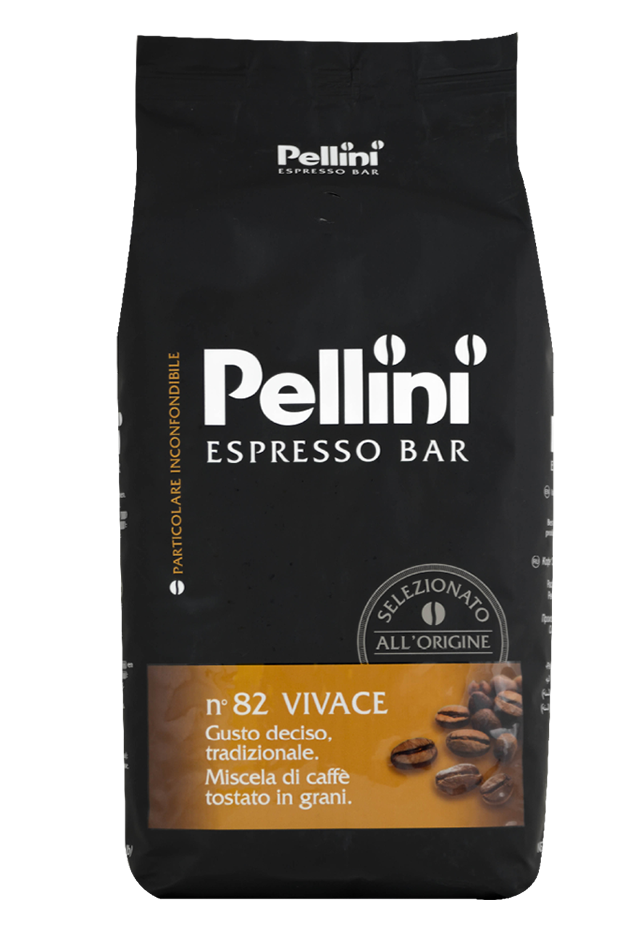 Pellini
ESPRESSO BAR
PARTICOLARE INCONFONDIBILE
Pellini
ESPRESSO BAR
SELEZIONATO
ALL'ORIGINE
n° 82 VIVACE
Gusto deciso,
tradizionale.
Miscela di caffè
tostato in grani.